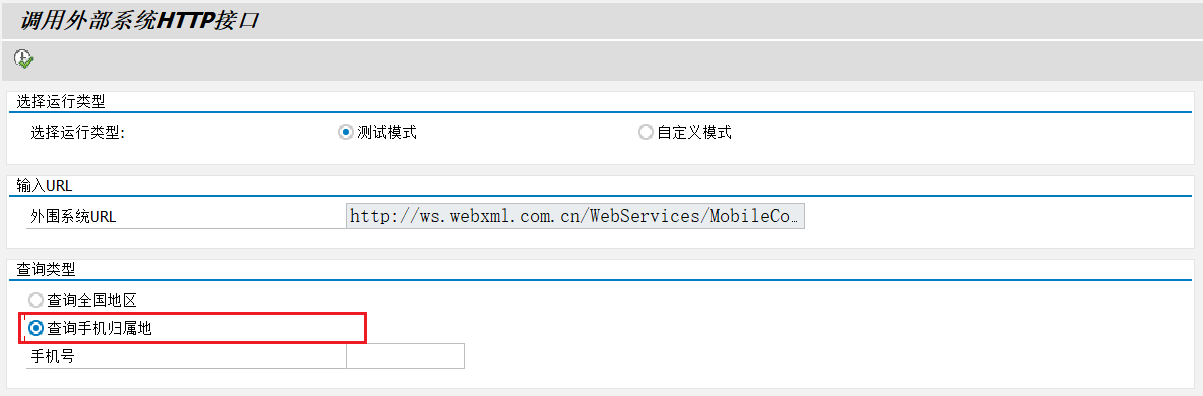 调用外部系统HTTP接口
选择运行类型
选择运行类型: 测试模式 自定义模式
输入URL
外围系统URL http://ws.webxml.com.cn/WebServices/MobileCo…
查询类型
查询全国地区
查询手机归属地
手机号